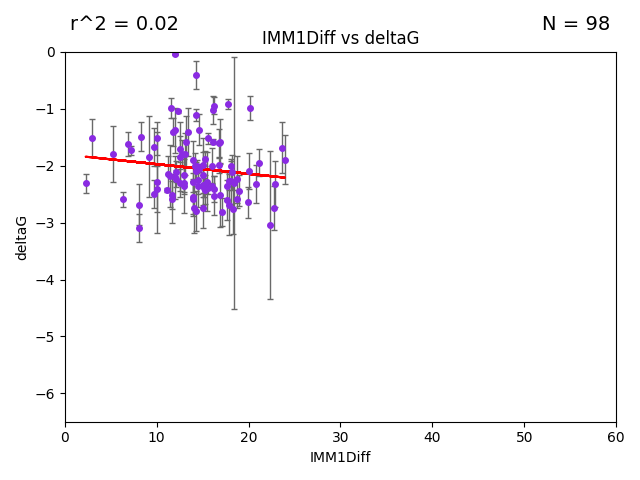 r^2 = 0.02
N = 98
IMM1Diff vs deltaG
deltaG
0
−1
−2
−3
−4
−5
−6
0 10 20 30 40 50 60
IMM1Diff